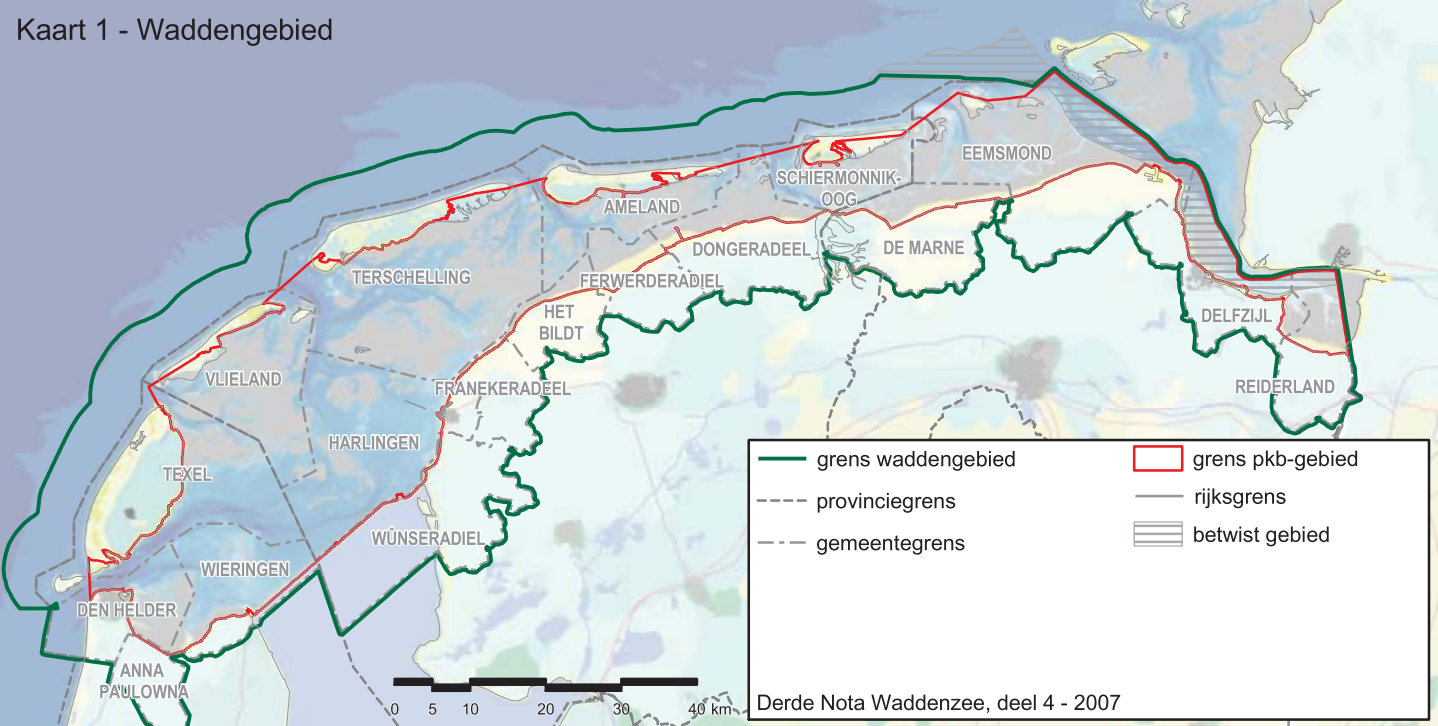 Kaart 1 - Waddengebied
EEMSMOND
SCHIERMONNIK-
OOG
AMELAND
DONGERADEEL
DE MARNE
TERSCHELLING
FERWERDERADIEL
HET
BILDT
DELFZIJL
VLIELAND
FRANEKERADEEL
REIDERLAND
HARLINGEN
TEXEL
WÛNSERADIEL
WIERINGEN
DEN HELDER
ANNA
PAULOWNA
grens waddengebied
provinciegrens
gemeentegrens
grens pkb-gebied
rijksgrens
betwist gebied
0 5 10 20 30 40 km
Derde Nota Waddenzee, deel 4 - 2007